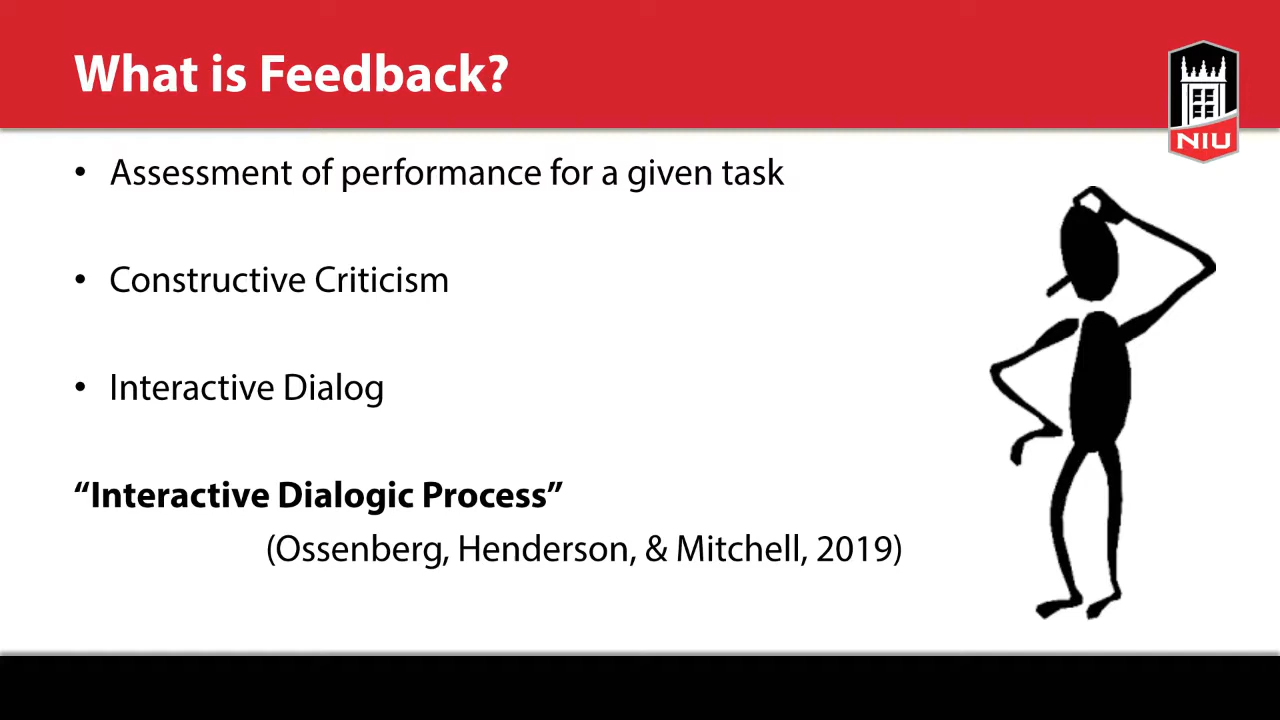 What is Feedback?
NIU
• Assessment of performance for a given task
• Constructive Criticism
• Interactive Dialog
“Interactive Dialogic Process”
(Ossenberg, Henderson, & Mitchell, 2019)